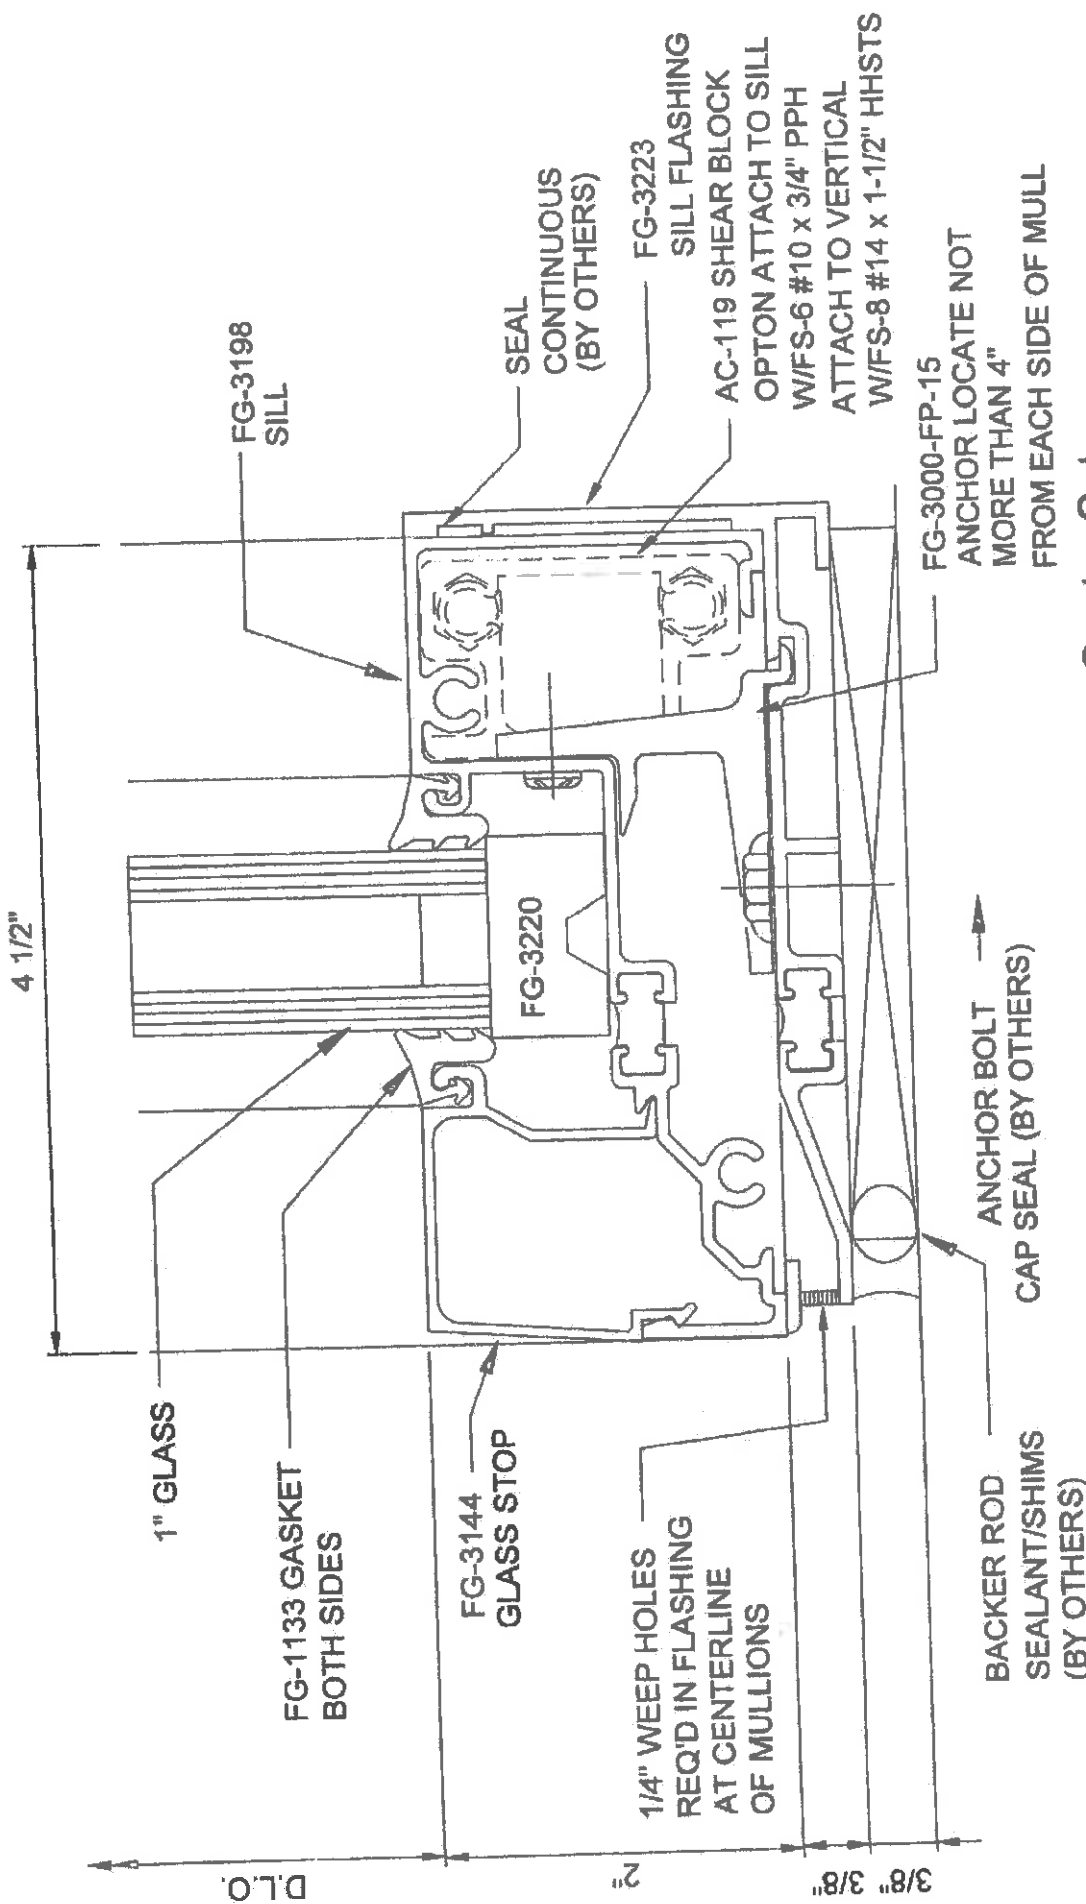 4 1/2"
1" GLASS
FG-1133 GASKET
BOTH SIDES
FG-3144
GLASS STOP
1/4" WEEP HOLES
REQ'D IN FLASHING
AT CENTERLINE
OF MULLIONS
BACKER ROD
SEALANT/SHIMS
(BY OTHERS)
ANCHOR BOLT
CAP SEAL (BY OTHERS)
FG-3220
FG-3198
SILL
SEAL
CONTINUOUS
(BY OTHERS)
FG-3223
SILL FLASHING
AC-119 SHEAR BLOCK
OPTON ATTACH TO SILL
W/FS-6 #10 x 3/4" PPH
ATTACH TO VERTICAL
W/FS-8 #14 x 1-1/2" HHSTS
FG-3000-FP-15
ANCHOR LOCATE NOT
MORE THAN 4"
FROM EACH SIDE OF MULL
D.L.O.
2"
3/8"
3/8"